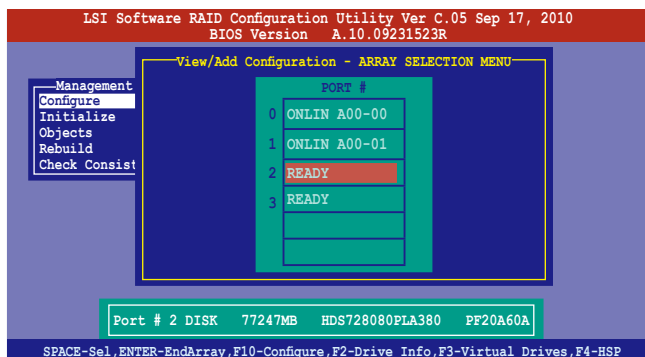 LSI Software RAID Configuration Utility Ver C.05 Sep 17, 2010
BIOS Version A.10.09231523R
View/Add Configuration - ARRAY SELECTION MENU
Management
Configure
Initialize
Objects
Rebuild
Check Consist
PORT #
0 ONLIN A00-00
1 ONLIN A00-01
2 READY
3 READY
Port # 2 DISK 77247MB HDS728080PLA380 PF20A60A
SPACE-Sel,ENTER-EndArray,F10-Configure,F2-Drive Info,F3-Virtual Drives,F4-HSP